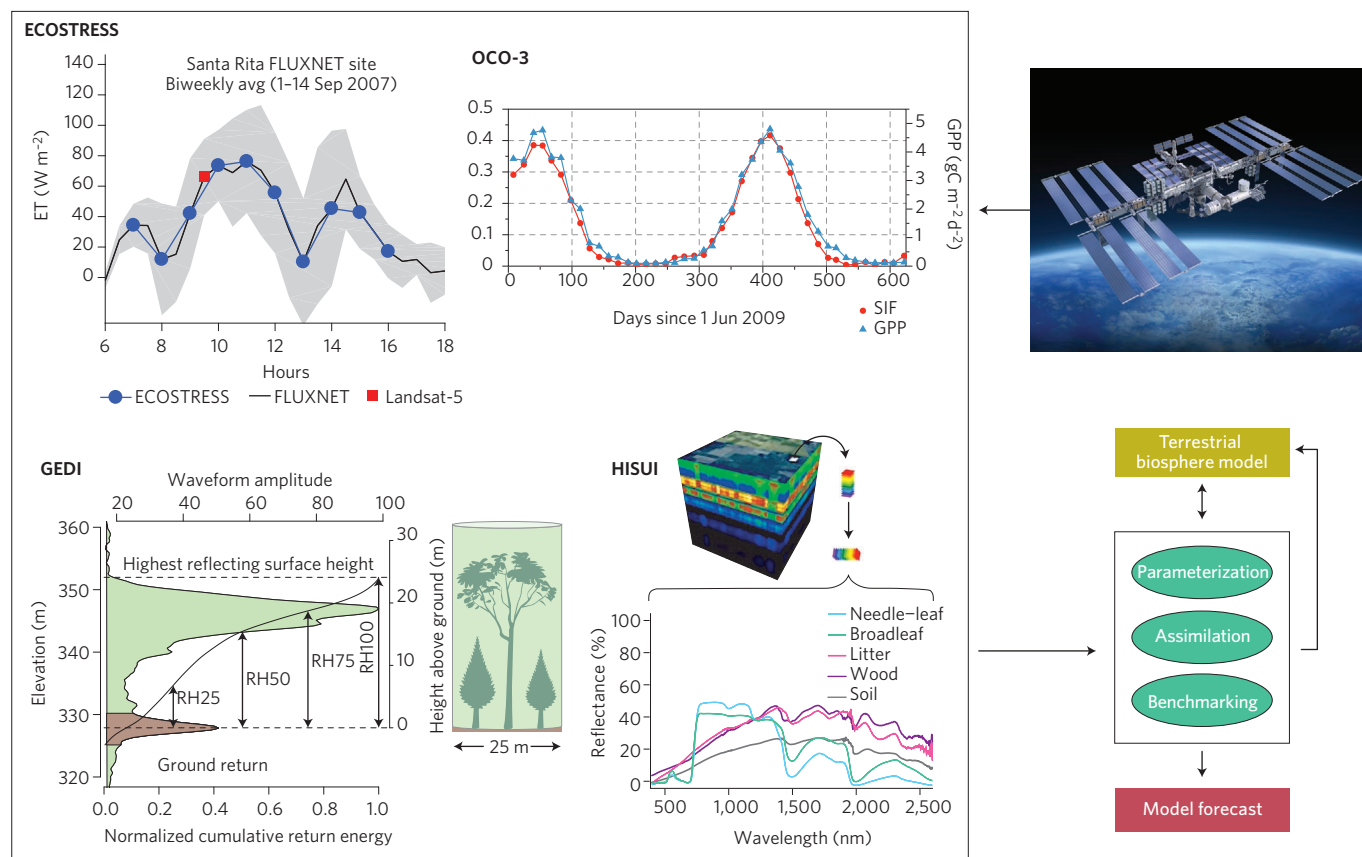 ECOSTRESS
Santa Rita FLUXNET site
Biweekly avg (1–14 Sep 2007)
ET (W m–2)
140
120
100
80
60
40
20
0
6
8
10
12
14
16
18
Hours
ECOSTRESS
FLUXNET
Landsat-5
OCO-3
0.5
0.4
0.3
0.2
0.1
0
5
4
3
2
1
0
GPP (gC m–2 d–2)
0
100
200
300
400
500
600
Days since 1 Jun 2009
SIF
GPP
GEDI
Waveform amplitude
20
40
60
80
100
360
350
340
330
320
Elevation (m)
30
20
10
0
Height above ground (m)
Highest reflecting surface height
RH25
RH50
RH75
RH100
Ground return
0.0
0.2
0.4
0.6
0.8
1.0
Normalized cumulative return energy
25 m
HISUI
100
80
60
40
20
0
Reflectance (%)
Needle–leaf
Broadleaf
Litter
Wood
Soil
500
1,000
1,500
2,000
2,500
Wavelength (nm)
Terrestrial
biosphere model
Parameterization
Assimilation
Benchmarking
Model forecast